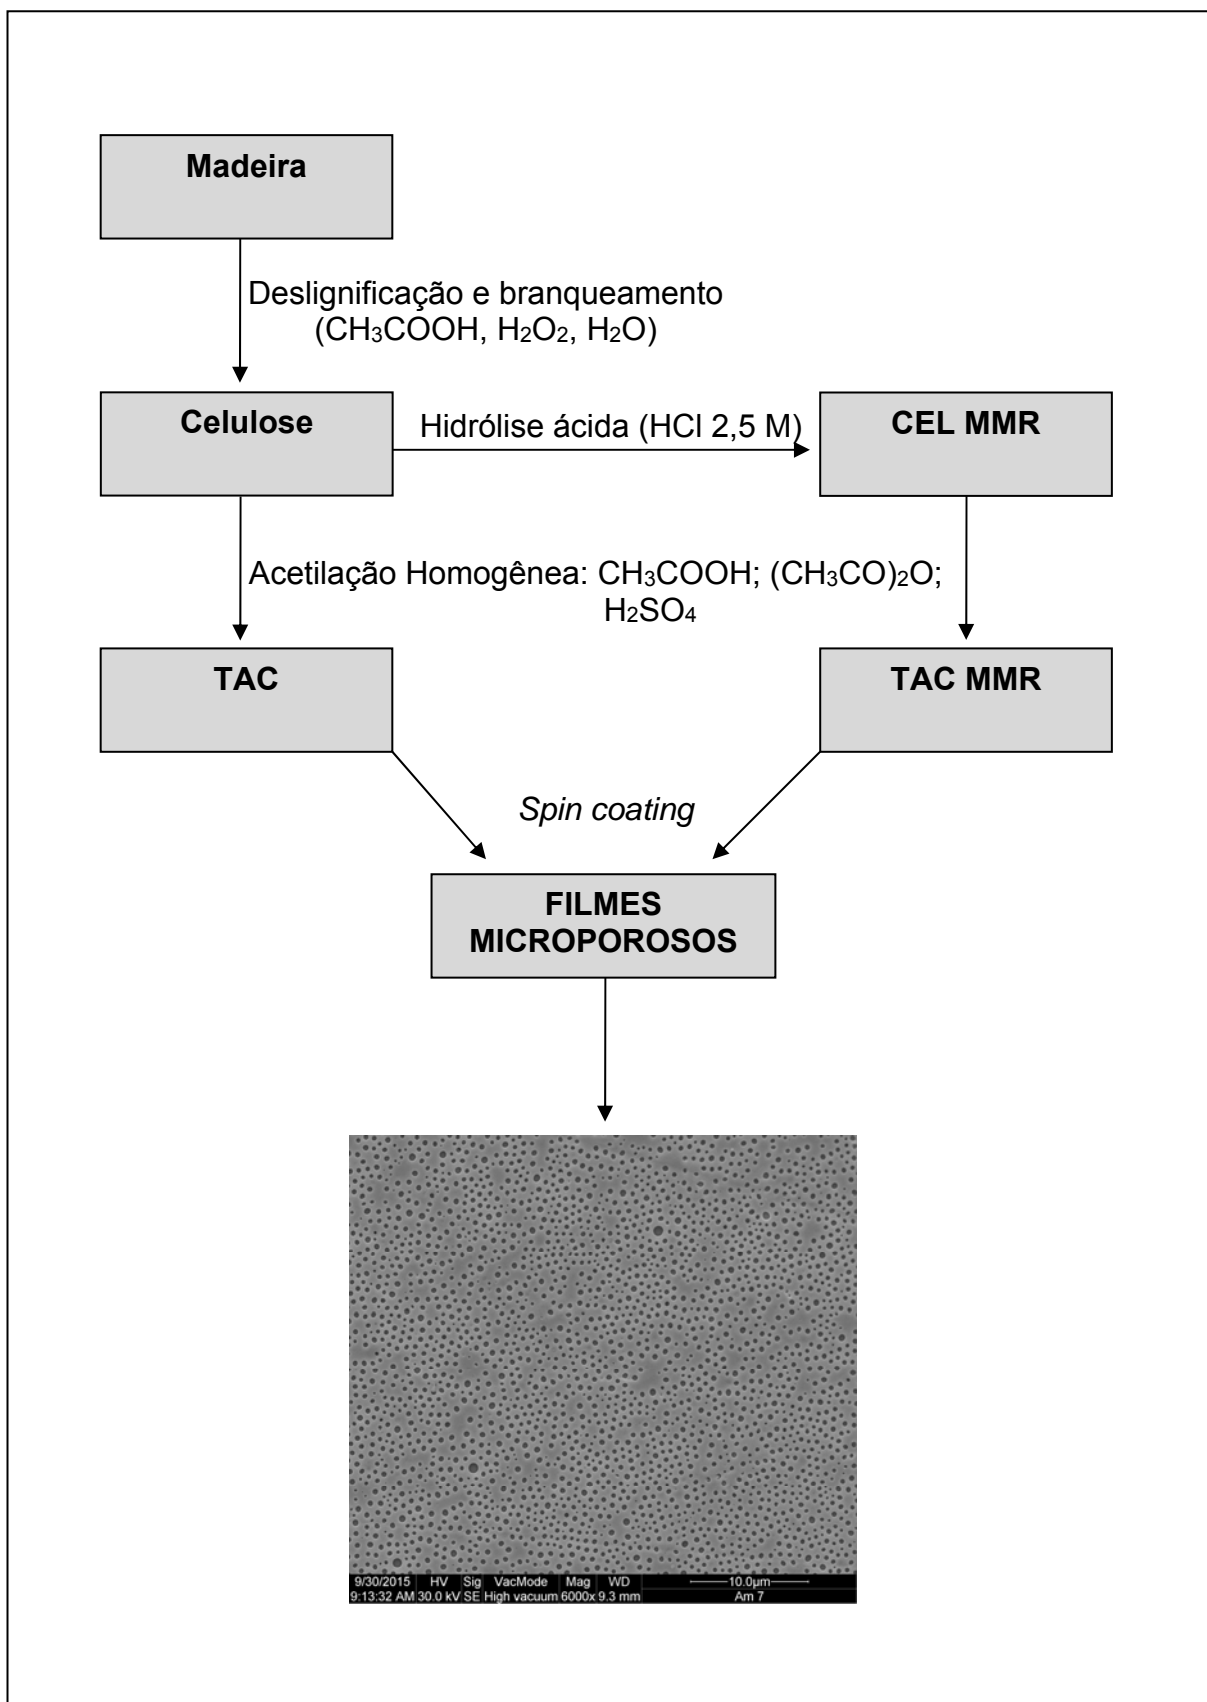 Madeira
Deslignificação e branqueamento
(CH₃COOH, H₂O₂, H₂O)
Celulose
Hidrólise ácida (HCl 2,5 M)
CEL MMR
Acetilação Homogênea: CH₃COOH; (CH₃CO)₂O;
H₂SO₄
TAC
TAC MMR
Spin coating
FILMES
MICROPOROSOS
9/30/2015 HV Sig VacMode Mag WD 10.0µm
9:13:32 AM 30.0 kV SE High vacuum 6000x 9.3 mm Am 7